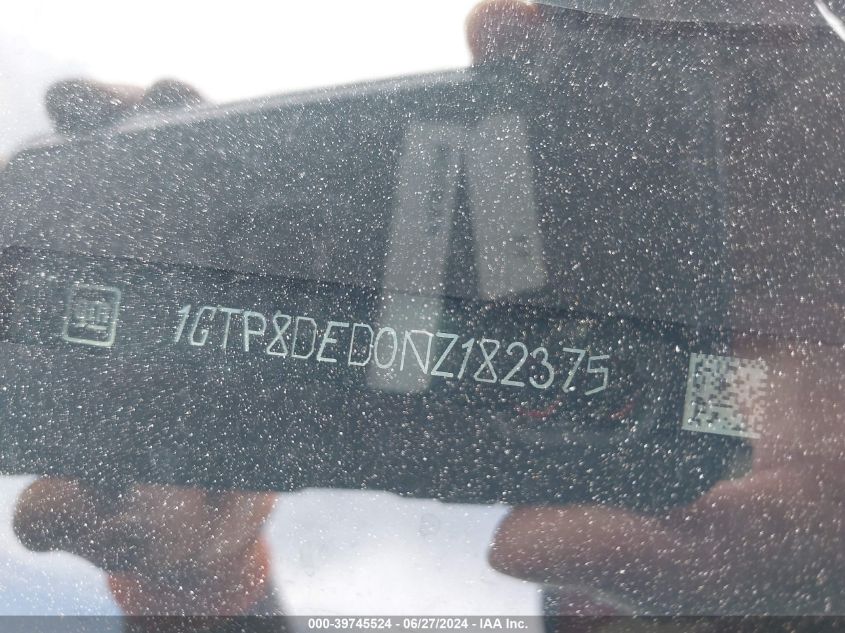 1GTP8DED0NZ182375
000-39745524 - 06/27/2024 - IAA Inc.